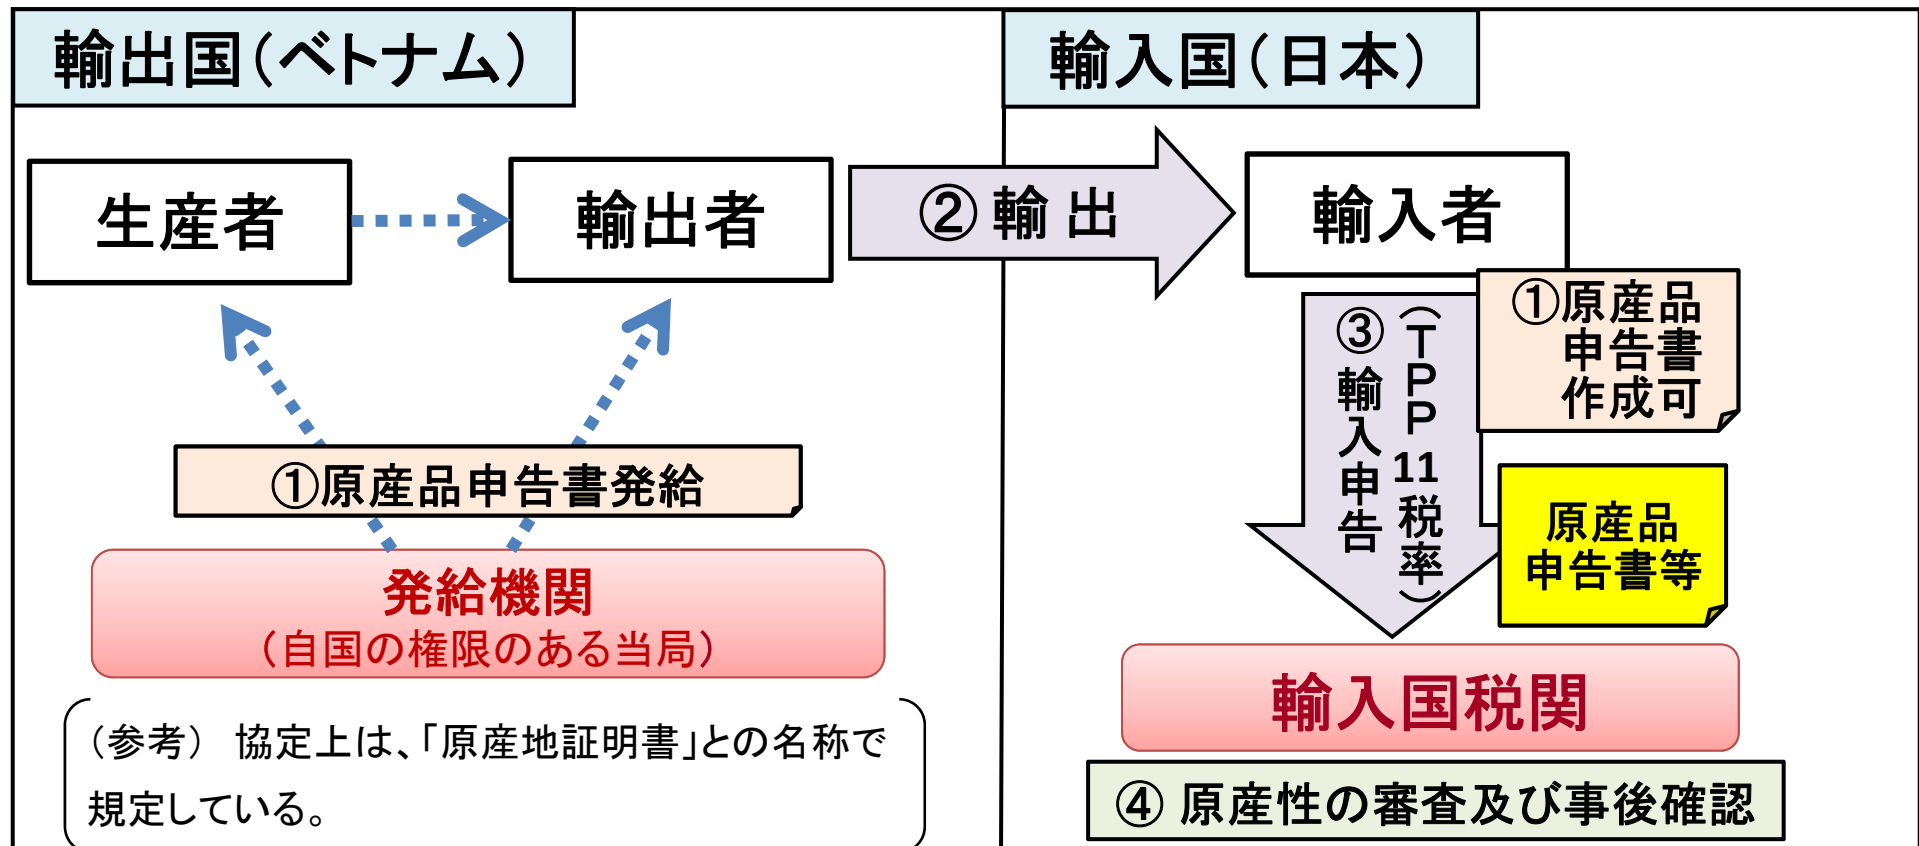 輸出国(ベトナム)
生産者
輸出者
①原産品申告書発給
発給機関
(自国の権限のある当局)
(参考) 協定上は、「原産地証明書」との名称で
規定している。
② 輸 出
輸入国(日本)
輸入者
①原産品
申告書
作成可
③輸入申告
(TPP11税率)
原産品
申告書等
輸入国税関
④ 原産性の審査及び事後確認